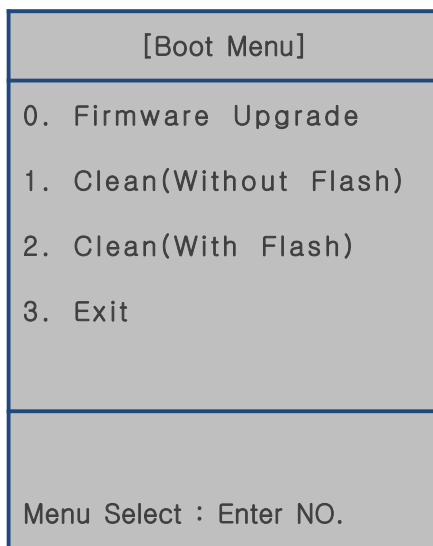 [Boot Menu]
0. Firmware Upgrade
1. Clean(Without Flash)
2. Clean(With Flash)
3. Exit
Menu Select : Enter NO.